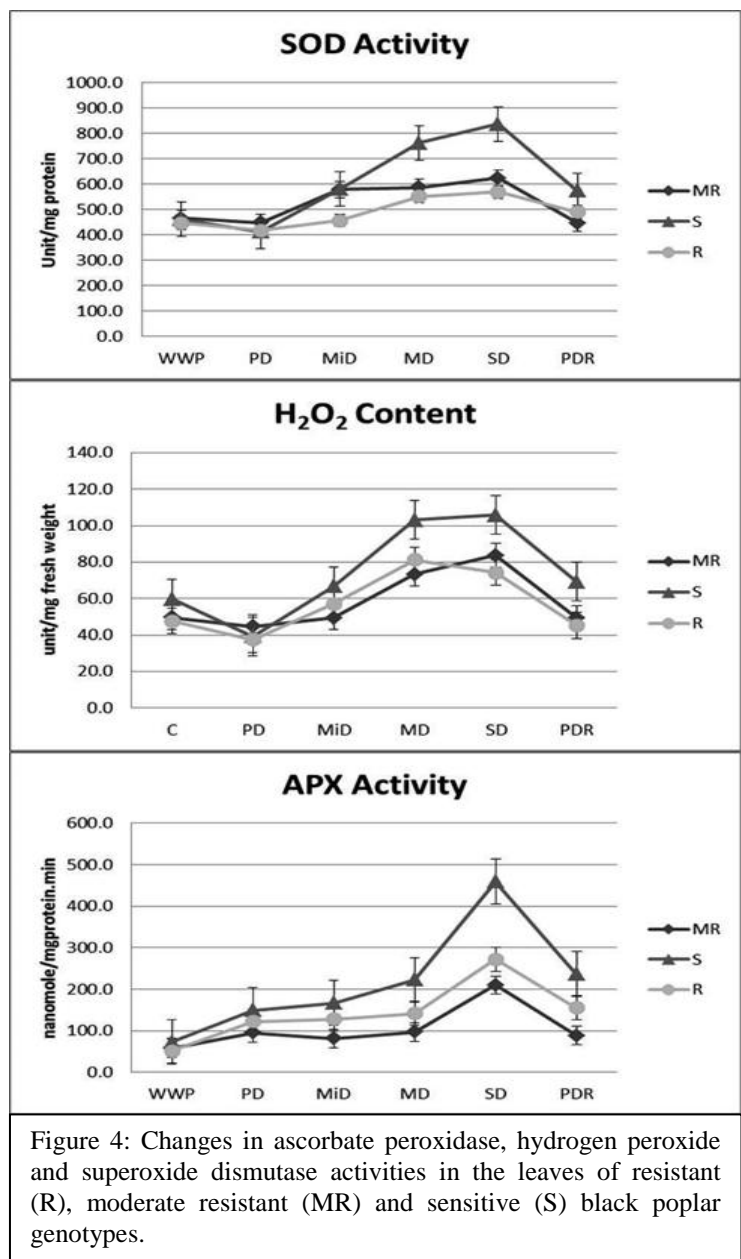 SOD Activity
1000.0
900.0
800.0
700.0
600.0
500.0
400.0
300.0
200.0
100.0
0.0
Unit/mg protein
WWP PD MiD MD SD PDR
MR
S
R
H₂O₂ Content
140.0
120.0
100.0
80.0
60.0
40.0
20.0
0.0
unit/mg fresh weight
C PD MiD MD SD PDR
MR
S
R
APX Activity
600.0
500.0
400.0
300.0
200.0
100.0
0.0
nanomole/mgprotein.min
WWP PD MiD MD SD PDR
MR
S
R
Figure 4: Changes in ascorbate peroxidase, hydrogen peroxide
and superoxide dismutase activities in the leaves of resistant
(R), moderate resistant (MR) and sensitive (S) black poplar
genotypes.